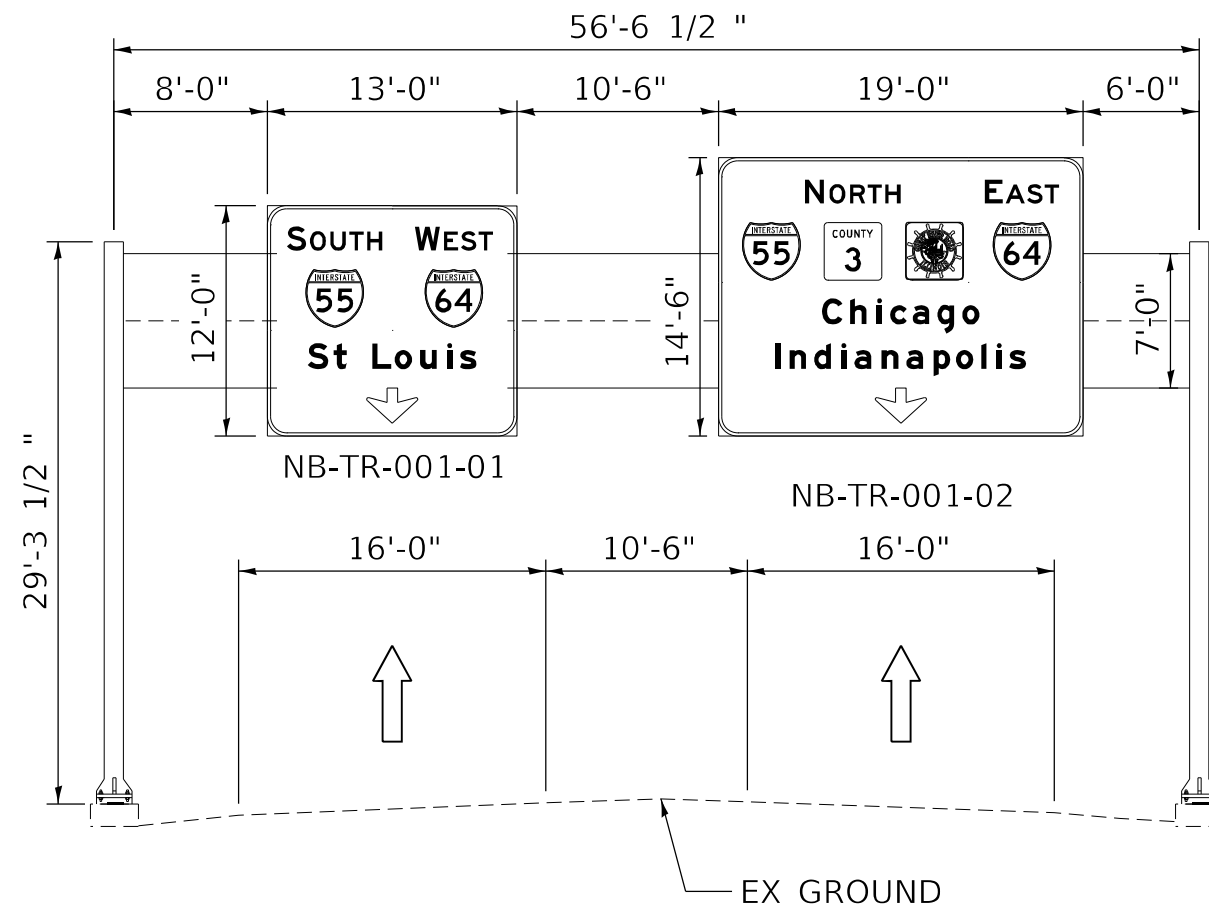 56'-6 1/2 "
8'-0"
13'-0"
10'-6"
19'-0"
6'-0"
NORTH EAST
INTERSTATE
55
COUNTY
3
INTERSTATE
64
Chicago
Indianapolis
SOUTH WEST
INTERSTATE
55
INTERSTATE
64
St Louis
12'-0"
14'-6"
7'-0"
29'-3 1/2 "
NB-TR-001-01
NB-TR-001-02
16'-0"
10'-6"
16'-0"
EX GROUND